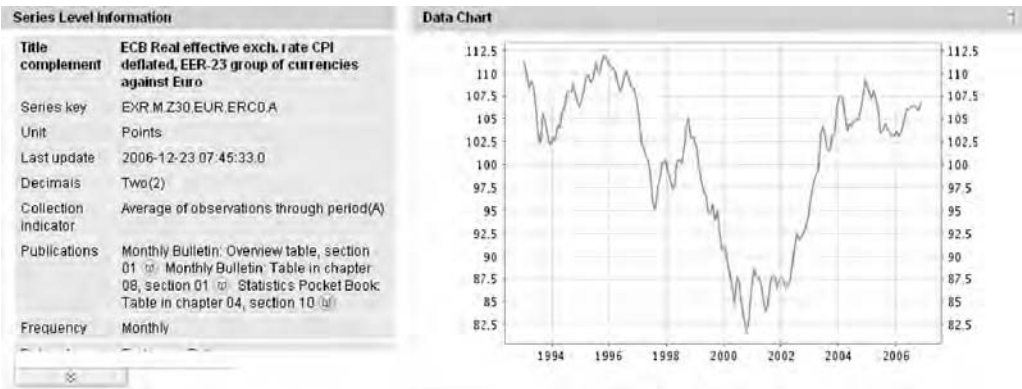 Series Level Information
Title complement
ECB Real effective exch. rate CPI
deflated, EER-23 group of currencies
against Euro
Series key
EXR.M.Z30.EUR.ERC0.A
Unit
Points
Last update
2006-12-23 07:45:33.0
Decimals
Two(2)
Collection indicator
Average of observations through period(A)
Publications
Monthly Bulletin: Overview table, section
01 Monthly Bulletin: Table in chapter
08, section 01 Statistics Pocket Book:
Table in chapter 04, section 10
Frequency
Monthly
Data Chart
112.5 112.5
110 110
107.5 107.5
105 105
102.5 102.5
100 100
97.5 97.5
95 95
92.5 92.5
90 90
87.5 87.5
85 85
82.5 82.5
1994 1996 1998 2000 2002 2004 2006